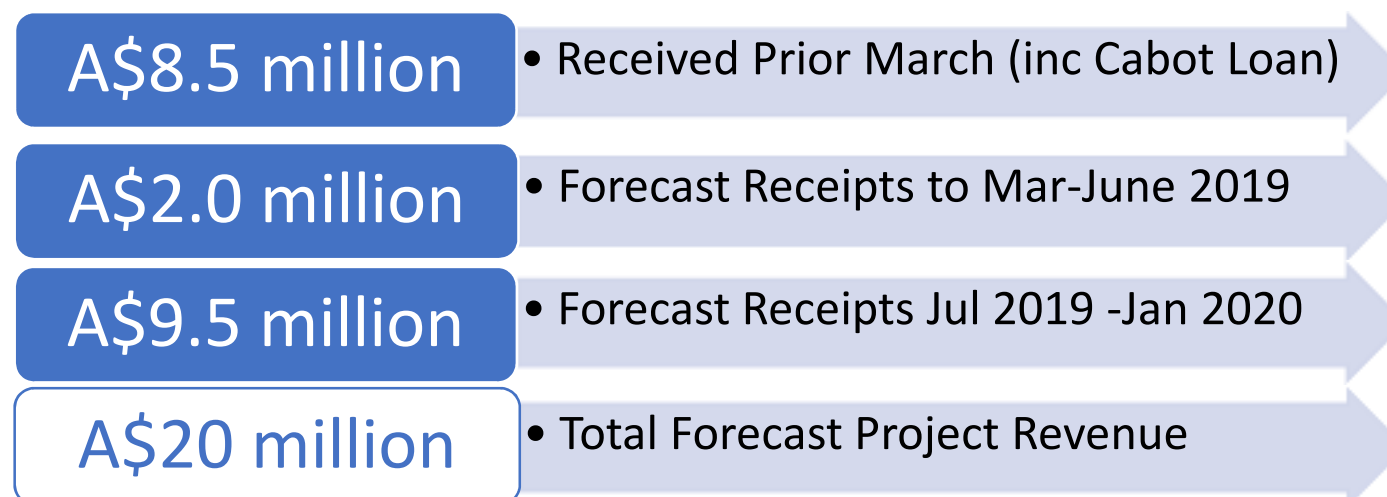 A$8.5 million • Received Prior March (inc Cabot Loan)
A$2.0 million • Forecast Receipts to Mar-June 2019
A$9.5 million • Forecast Receipts Jul 2019 -Jan 2020
A$20 million • Total Forecast Project Revenue